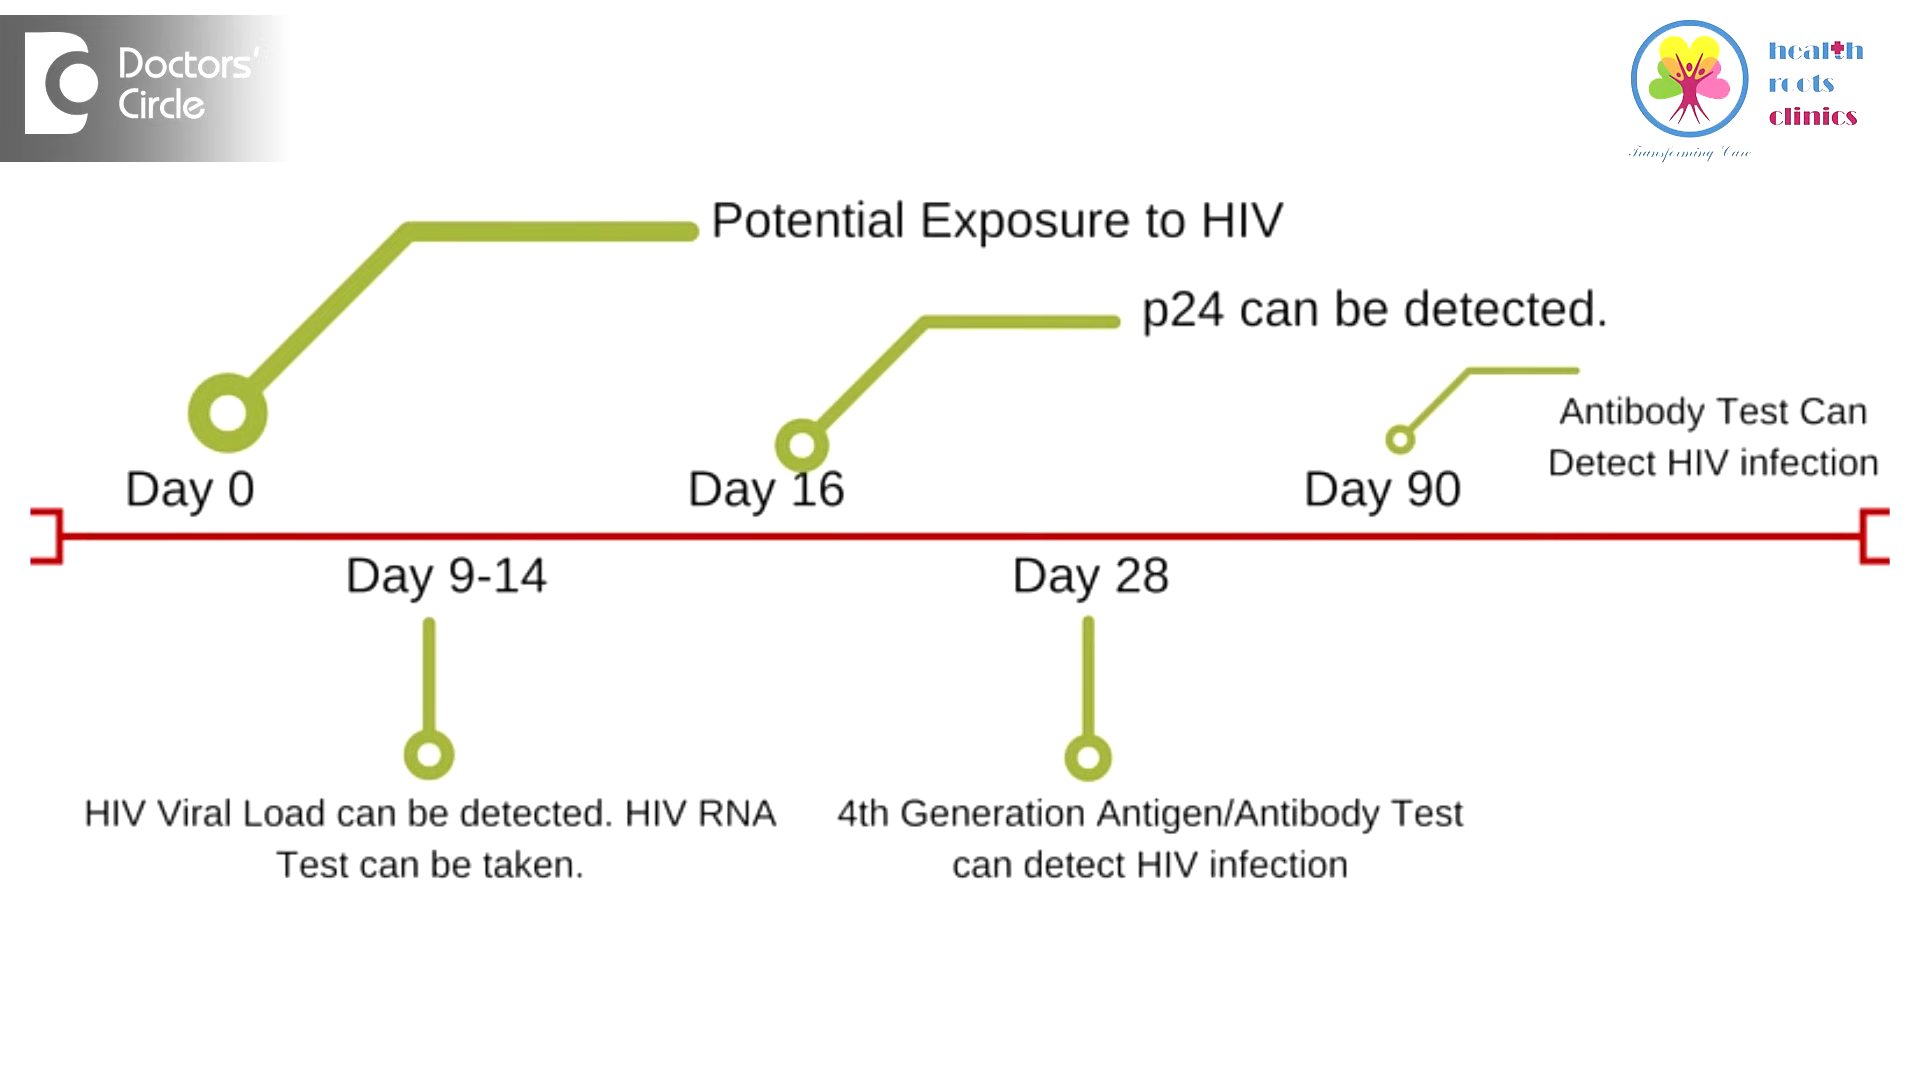 Doctors'
Circle
health
roots
clinics
Transforming Care
Potential Exposure to HIV
p24 can be detected.
Antibody Test Can
Detect HIV infection
Day 0
Day 16
Day 90
Day 9-14
Day 28
HIV Viral Load can be detected. HIV RNA
Test can be taken.
4th Generation Antigen/Antibody Test
can detect HIV infection